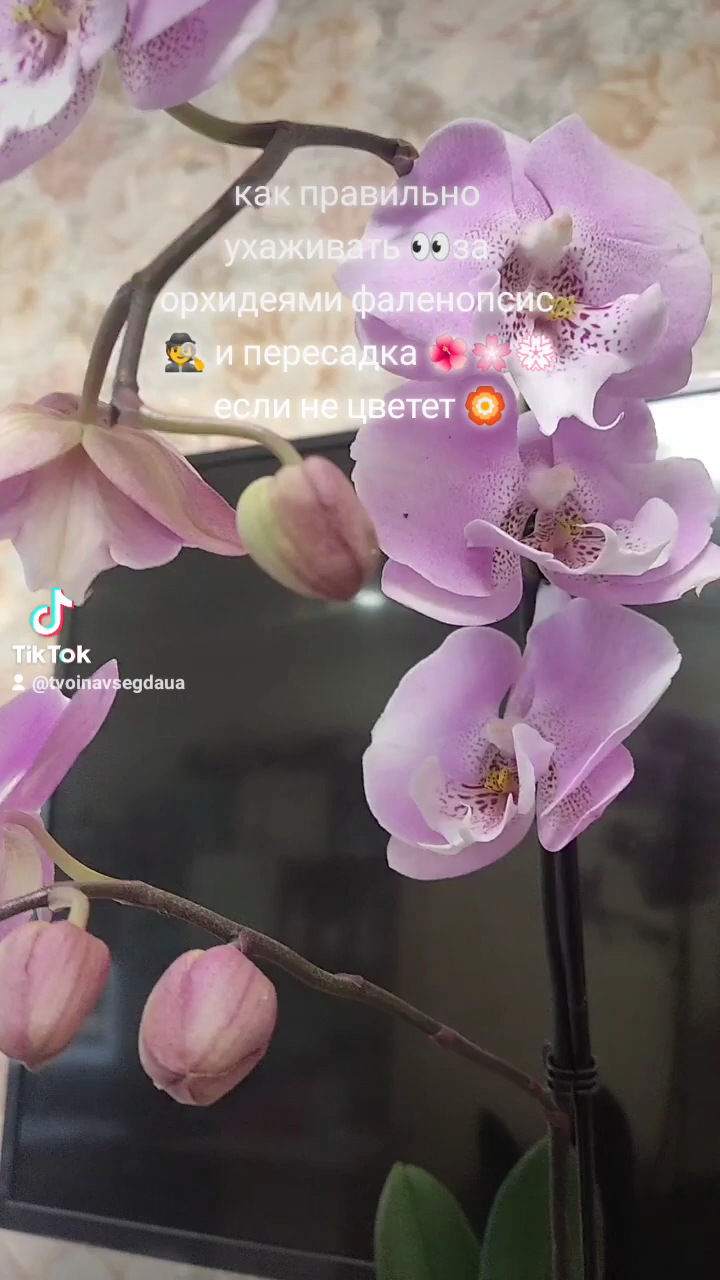 как правильно
ухаживать 👀за
орхидеями фаленопсис
🕵 и пересадка 🌺🌸💮
если не цветет 🏵
TikTok
@tvoinavsegdaua